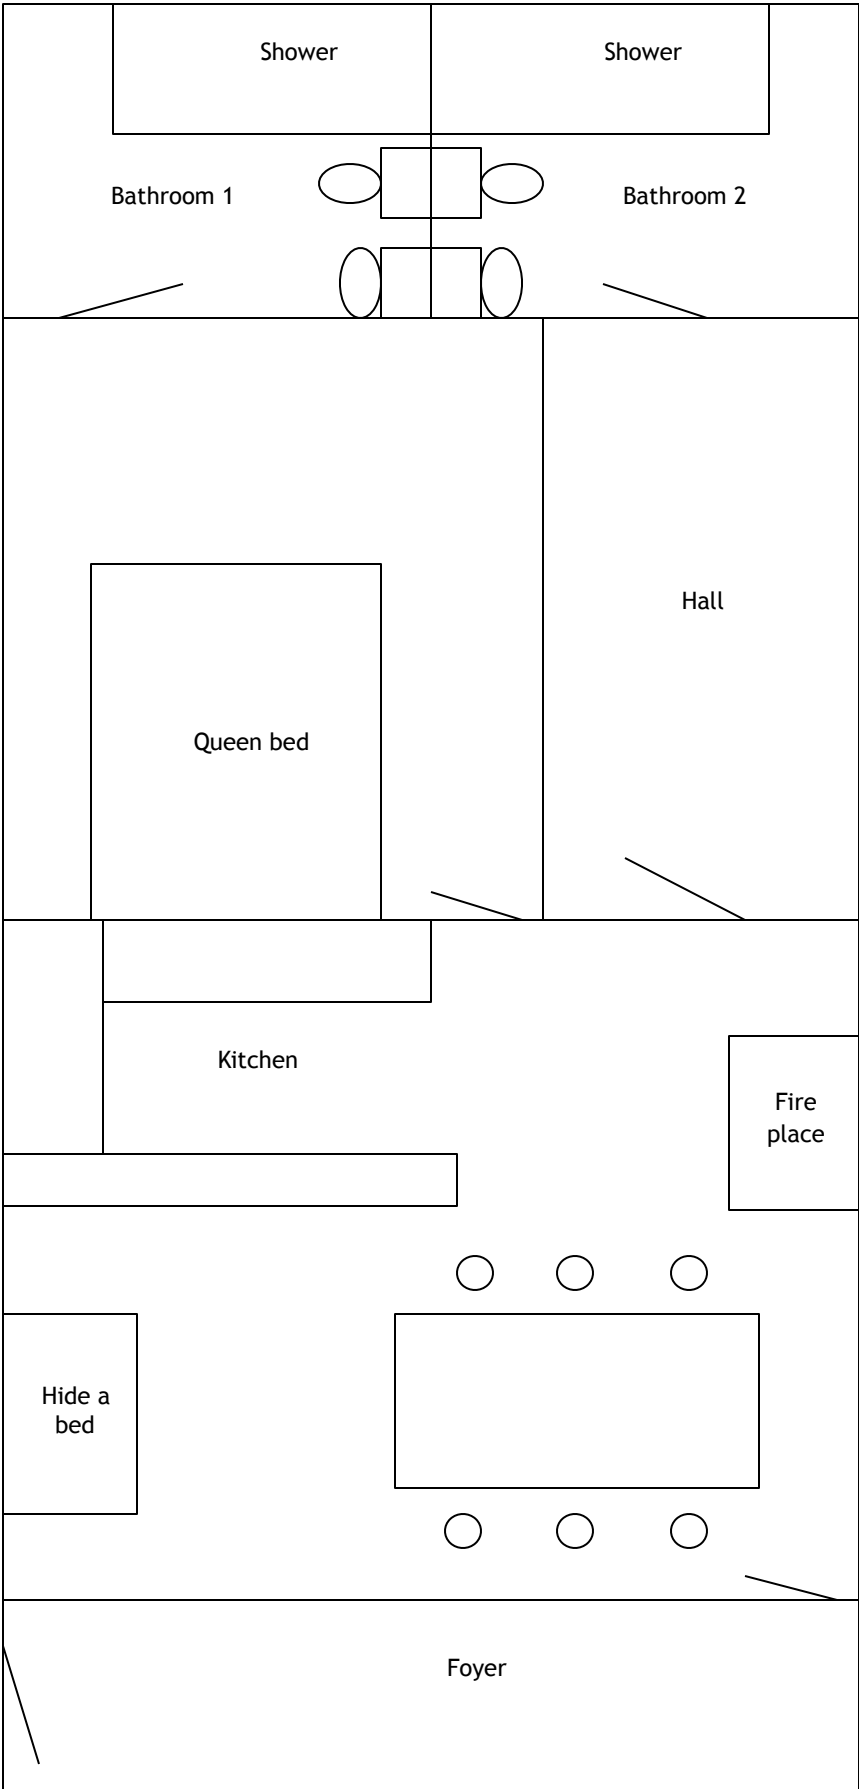 Shower
Shower
Bathroom 1
Bathroom 2
Hall
Queen bed
Kitchen
Fire
place
Hide a
bed
Foyer